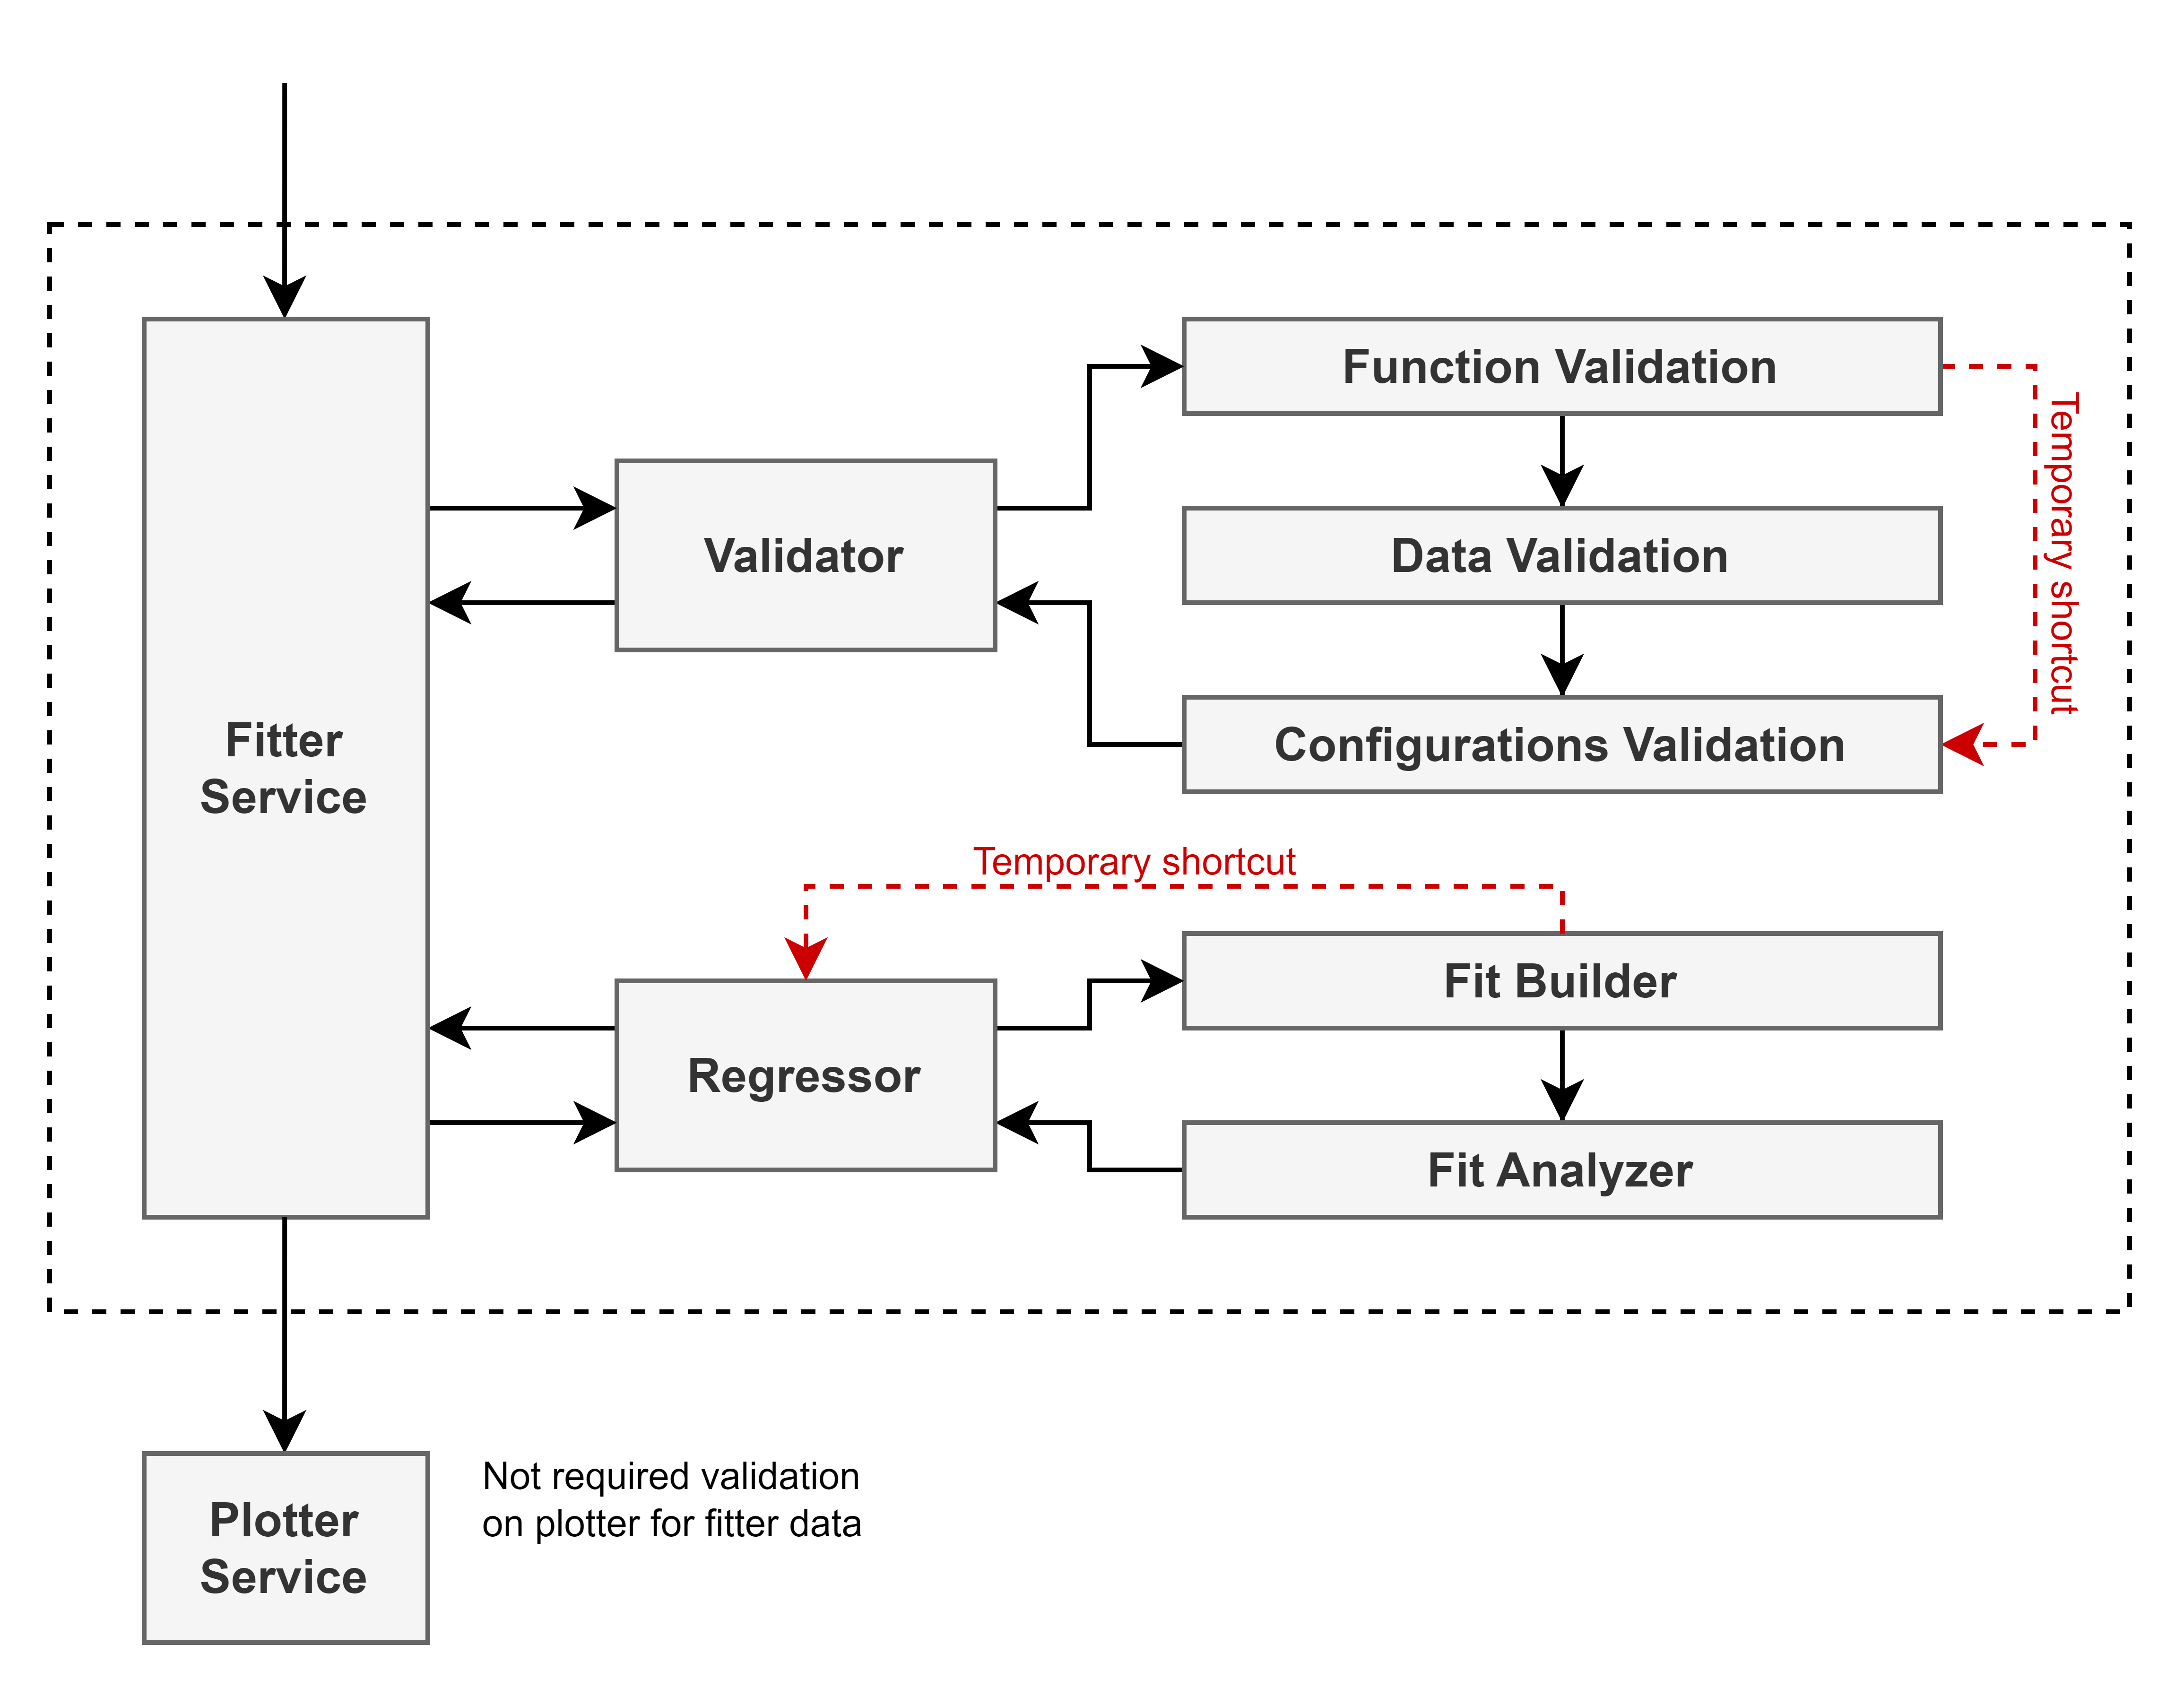 Function Validation
Temporary shortcut
Validator
Data Validation
Fitter
Service
Configurations Validation
Temporary shortcut
Fit Builder
Regressor
Fit Analyzer
Plotter
Service
Not required validation
on plotter for fitter data